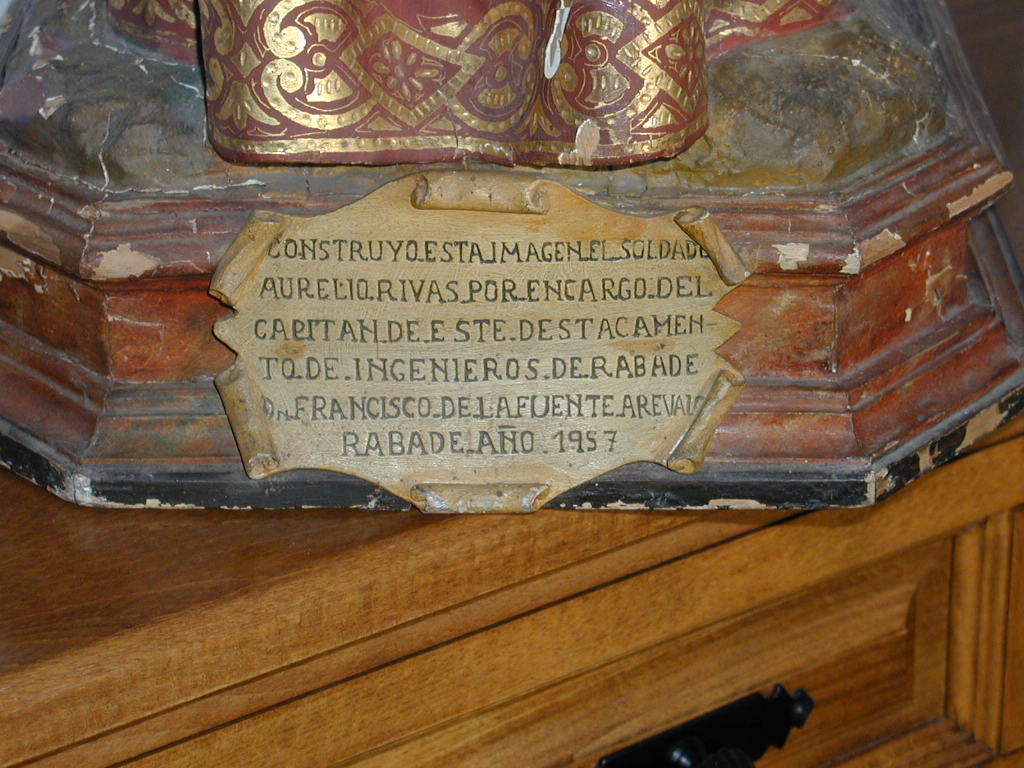 CONSTRUYO ESTA IMAGEN EL SOLDADO
AURELIO RIVAS POR ENCARGO DEL
CAPITAN DE ESTE DESTACAMEN-
TO DE INGENIEROS DE RABADE
DN FRANCISCO DE LA FUENTE AREVALO
RABADE AÑO 1957